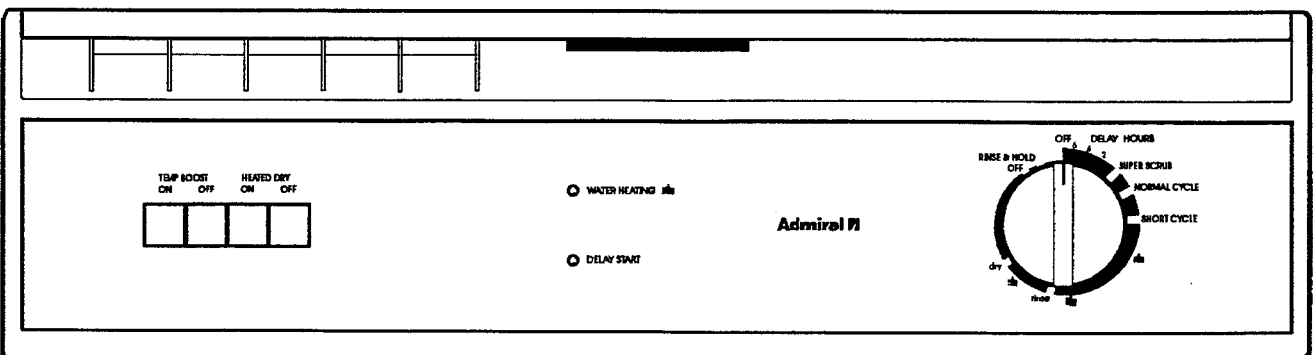 TEMP BOOST HEATED DRY
ON OFF ON OFF
WATER HEATING
DELAY START
Admiral
OFF DELAY HOURS
6 4 2
RINSE & HOLD
OFF
SUPER SCRUB
NORMAL CYCLE
SHORT CYCLE
dry
rinse